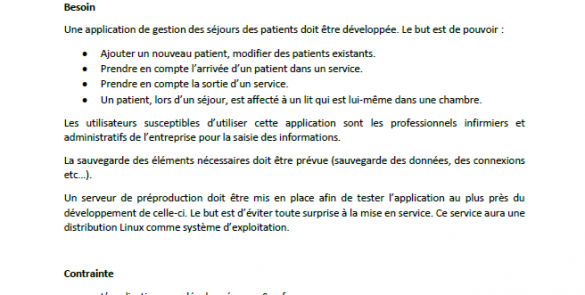 Besoin
Une application de gestion des séjours des patients doit être développée. Le but est de pouvoir :
• Ajouter un nouveau patient, modifier des patients existants.
• Prendre en compte l'arrivée d'un patient dans un service.
• Prendre en compte la sortie d'un service.
• Un patient, lors d'un séjour, est affecté à un lit qui est lui-même dans une chambre.
Les utilisateurs susceptibles d'utiliser cette application sont les professionnels infirmiers et
administratifs de l'entreprise pour la saisie des informations.
La sauvegarde des éléments nécessaires doit être prévue (sauvegarde des données, des connexions
etc...).
Un serveur de préproduction doit être mis en place afin de tester l'application au plus près du
développement de celle-ci. Le but est d'éviter toute surprise à la mise en service. Ce service aura une
distribution Linux comme système d'exploitation.
Contrainte